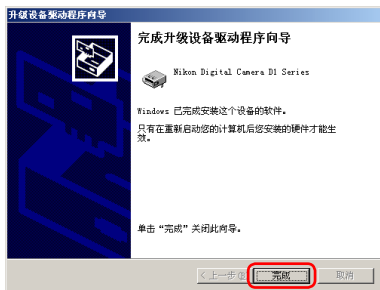 升级设备驱动程序向导
完成升级设备驱动程序向导
Nikon Digital Camera D1 Series
Windows 已完成安装这个设备的软件。
只有在重新启动您的计算机后您安装的硬件才能生
效。
单击“完成”关闭此向导。
< 上一步(B) 完成 取消